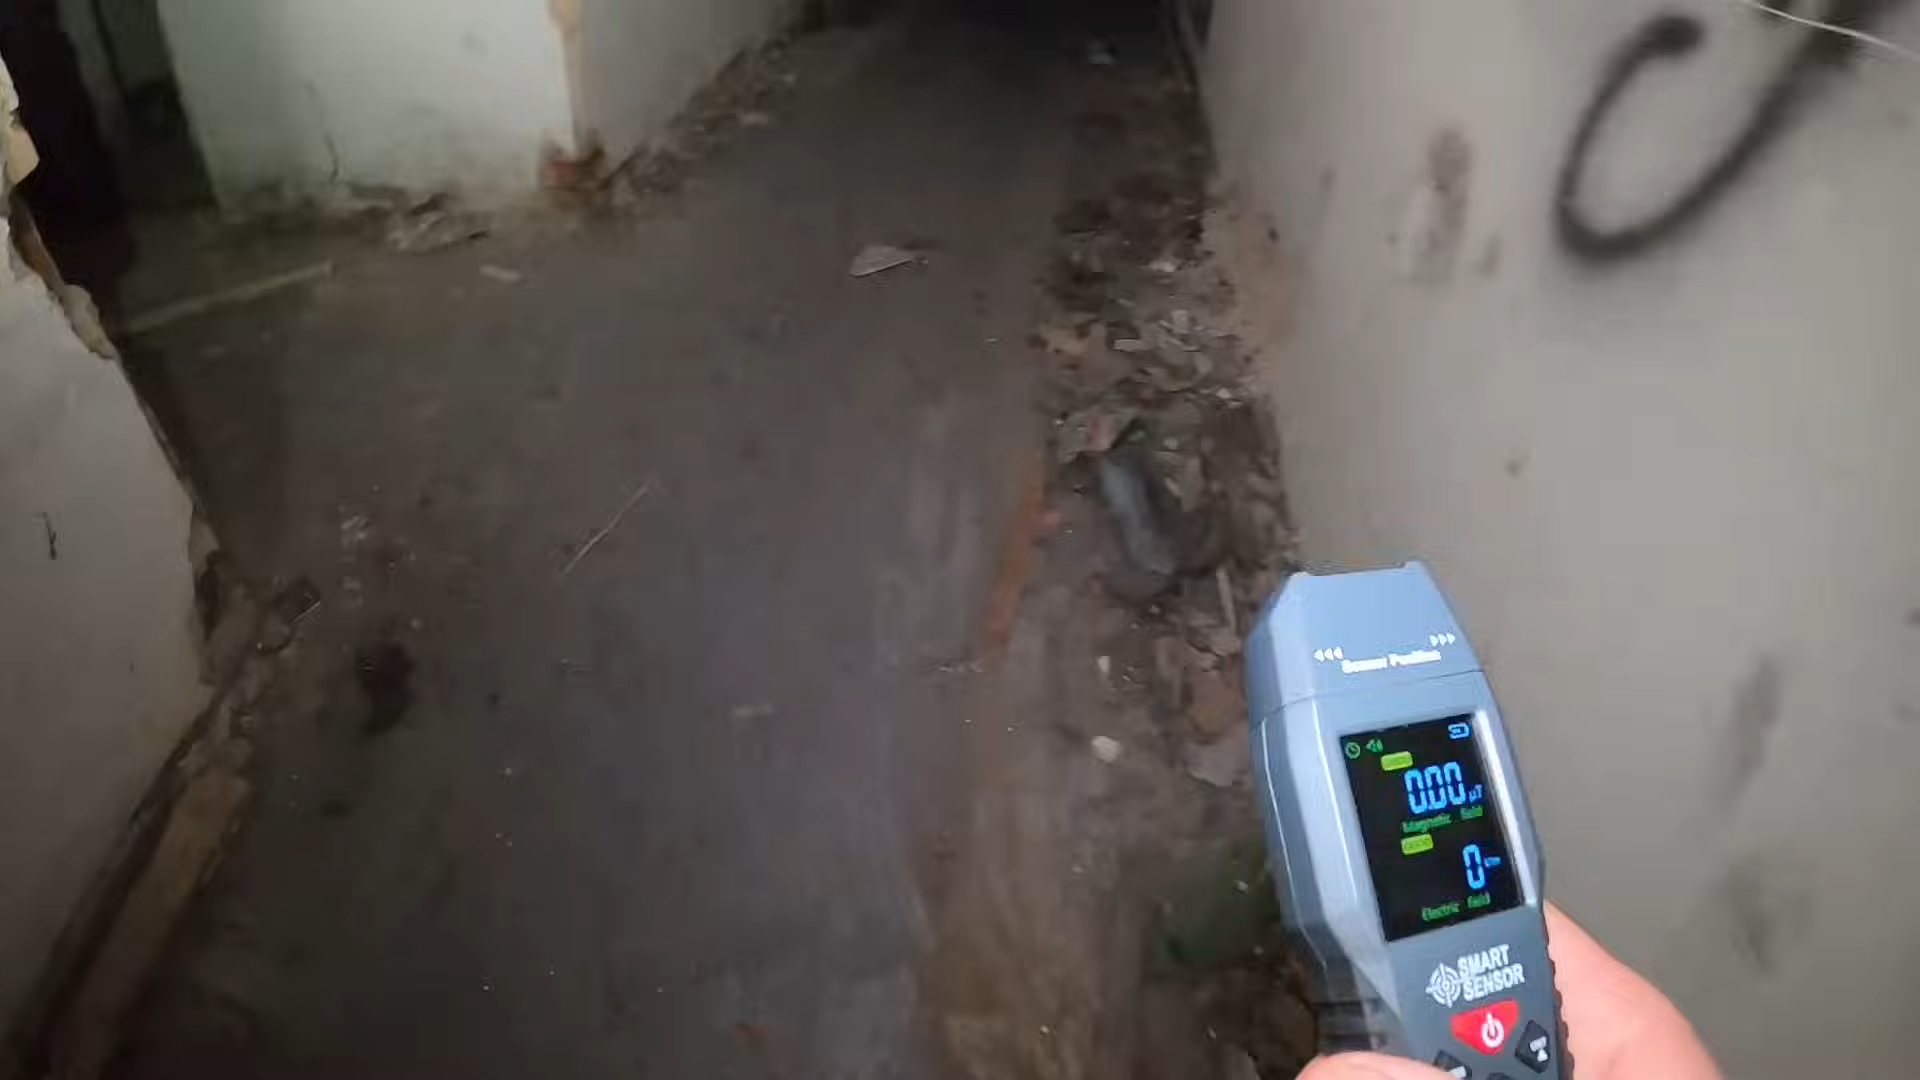 Sensor Position
0.00 µT
Magnetic field
0
Electric field
SMART
SENSOR